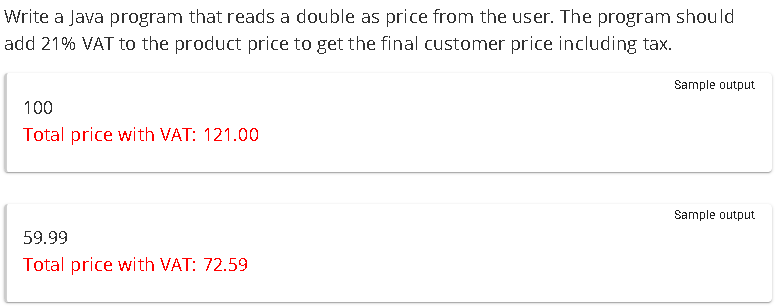 Write a Java program that reads a double as price from the user. The program should
add 21% VAT to the product price to get the final customer price including tax.
Sample output
100
Total price with VAT: 121.00
Sample output
59.99
Total price with VAT: 72.59